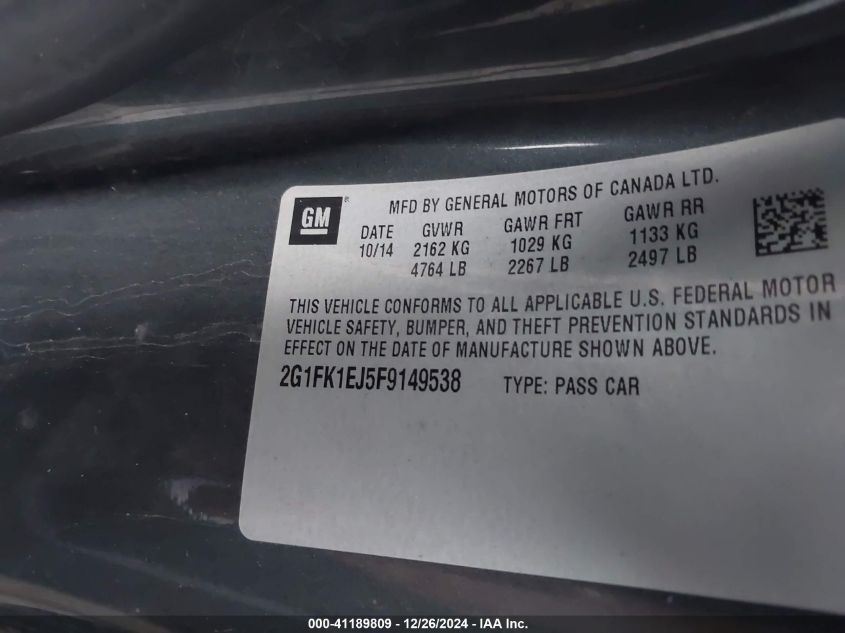 GM ®
MFD BY GENERAL MOTORS OF CANADA LTD.
DATE GVWR GAWR FRT GAWR RR
10/14 2162 KG 1029 KG 1133 KG
4764 LB 2267 LB 2497 LB
THIS VEHICLE CONFORMS TO ALL APPLICABLE U.S. FEDERAL MOTOR
VEHICLE SAFETY, BUMPER, AND THEFT PREVENTION STANDARDS IN
EFFECT ON THE DATE OF MANUFACTURE SHOWN ABOVE.
2G1FK1EJ5F9149538 TYPE: PASS CAR
000-41189809 - 12/26/2024 - IAA Inc.